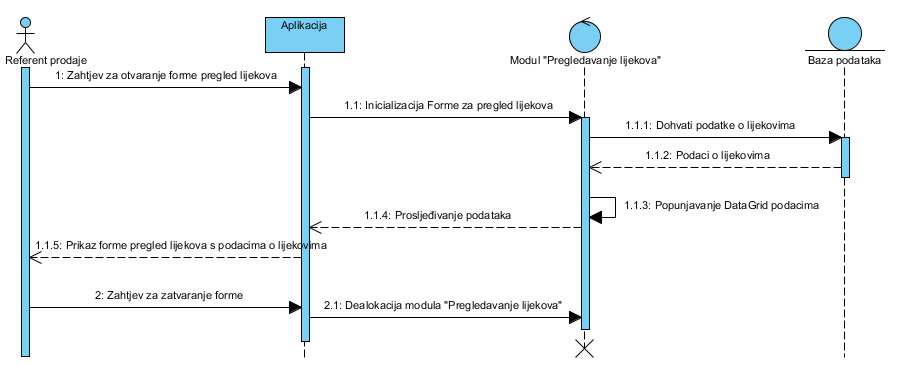 Aplikacija
Referent prodaje
Modul "Pregledavanje lijekova"
Baza podataka
1: Zahtjev za otvaranje forme pregled lijekova
1.1: Inicializacija Forme za pregled lijekova
1.1.1: Dohvati podatke o lijekovima
1.1.2: Podaci o lijekovima
1.1.3: Popunjavanje DataGrid podacima
1.1.4: Prosljeđivanje podataka
1.1.5: Prikaz forme pregled lijekova s podacima o lijekovima
2: Zahtjev za zatvaranje forme
2.1: Dealokacija modula "Pregledavanje lijekova"